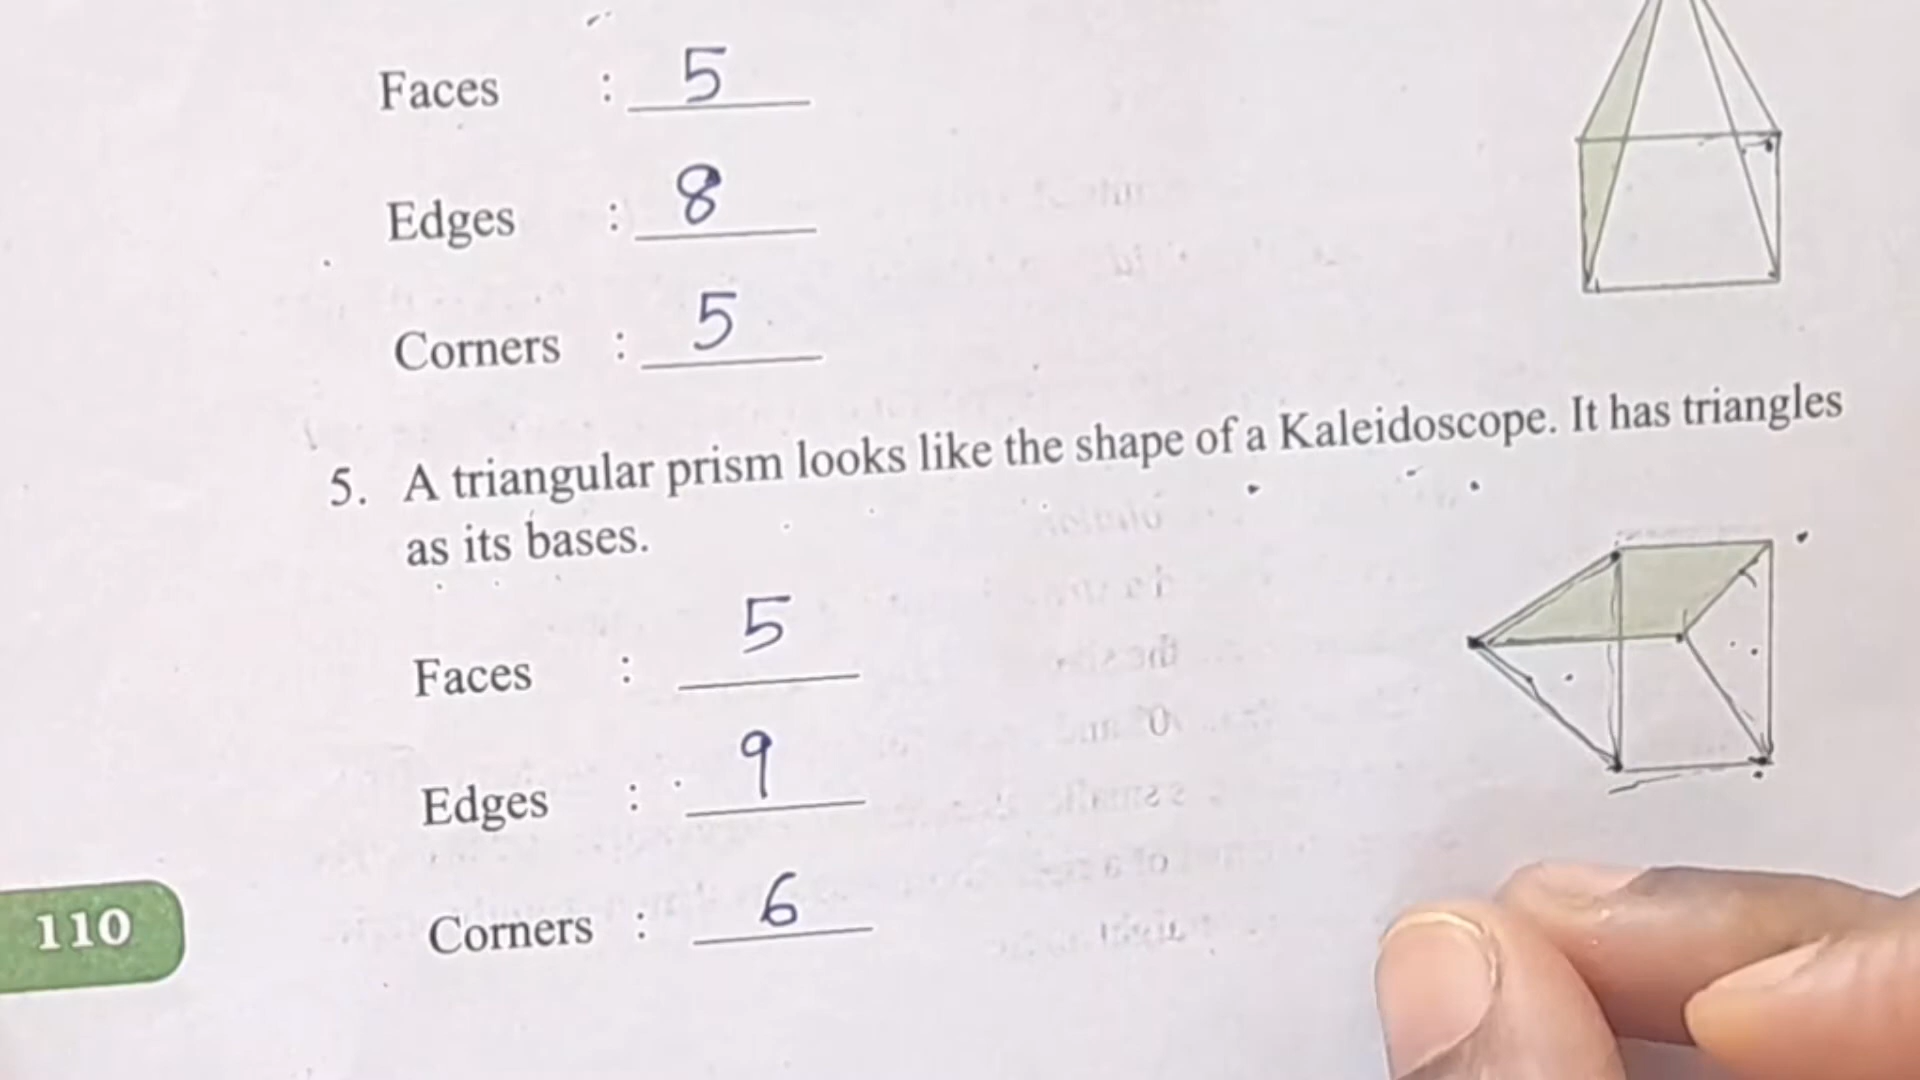 Faces : 5
Edges : 8
Corners : 5
5. A triangular prism looks like the shape of a Kaleidoscope. It has triangles
as its bases.
Faces : 5
Edges : 9
Corners : 6
110